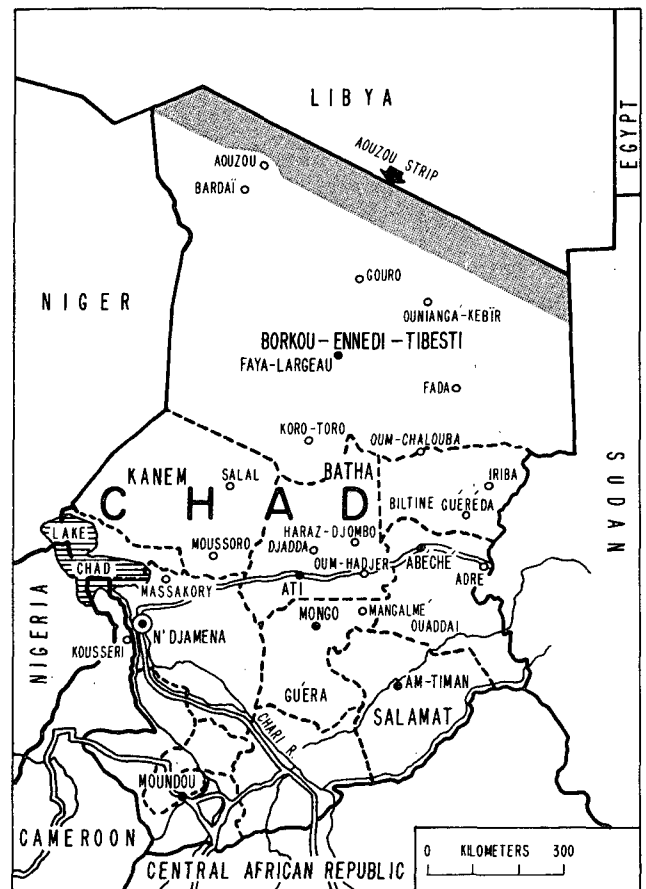 LIBYA
EGYPT
AOUZOU STRIP
AOUZOU
BARDAÏ
GOURO
NIGER
OUNIANGÁ-KEBÏR
BORKOU-ENNEDI-TIBESTI
FAYA-LARGEAU
FADA
KORO-TORO
OUM-CHALOUBA
KANEM
SALAL
BATHA
IRIBA
CHAD
BILTINE
GUÉRÉDA
SUDAN
LAKE
CHAD
MOUSSORO
HARAZ-DJOMBO
DJADDA
OUM-HADJER
ABECHE
ADRE
MASSAKORY
ATI
MONGO
MANGALMÉ
OUADDAI
NIGERIA
N'DJAMENA
KOUSSERI
GUÉRA
AM-TIMAN
SALAMAT
CHARI R.
MOUNDOU
CAMEROON
CENTRAL AFRICAN REPUBLIC
0 KILOMETERS 300